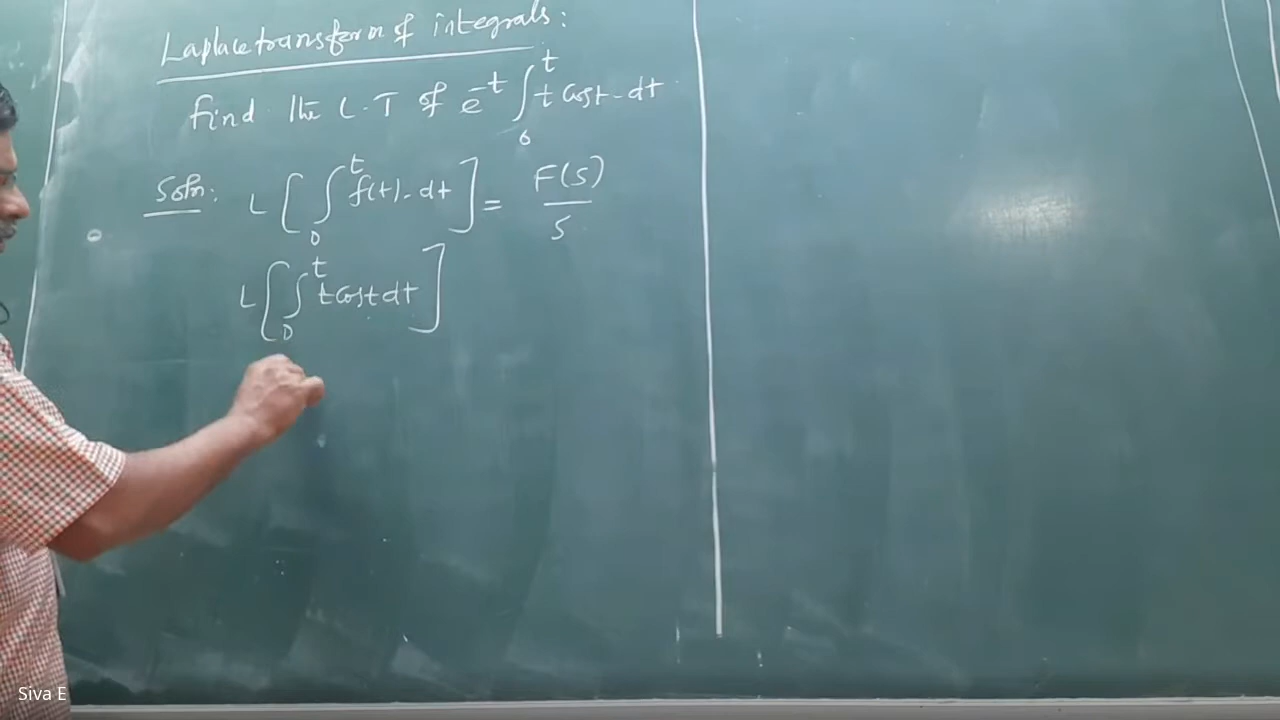 Laplace transform of integrals:
Find the L.T of e^{-t} ∫_0^t t cost dt
Soln: L [ ∫_0^t f(t). dt ] = F(s)/s
L [ ∫_0^t t cost dt ]
Siva E